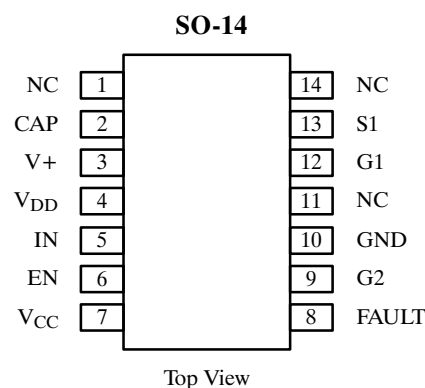 SO-14
NC 1 14 NC
CAP 2 13 S1
V+ 3 12 G1
VDD 4 11 NC
IN 5 10 GND
EN 6 9 G2
VCC 7 8 FAULT
Top View